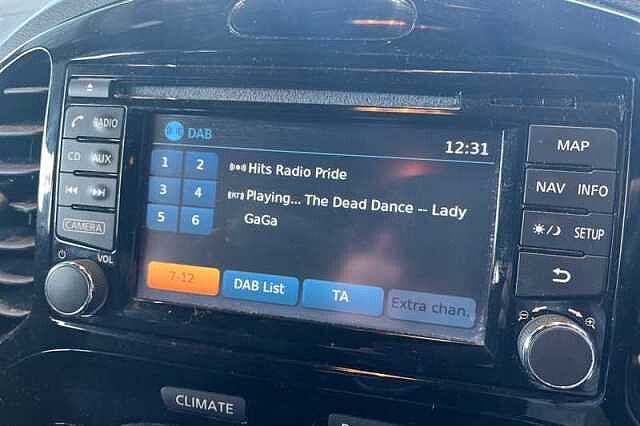 DAB
12:31
1 2
3 4
5 6
Hits Radio Pride
Playing... The Dead Dance -- Lady
GaGa
7-12
DAB List
TA
Extra chan.
RADIO
CD AUX
CAMERA
VOL
MAP
NAV INFO
SETUP
CLIMATE